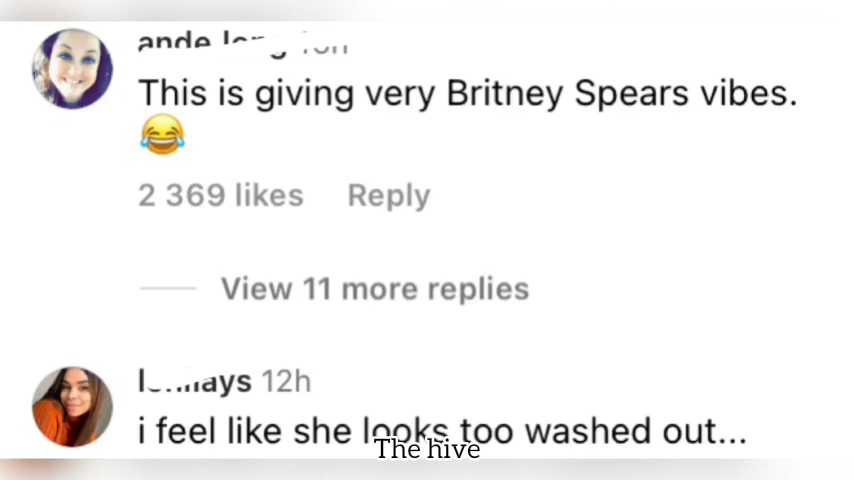 This is giving very Britney Spears vibes.
😂
2 369 likes Reply
View 11 more replies
12h
i feel like she looks too washed out...
The hive